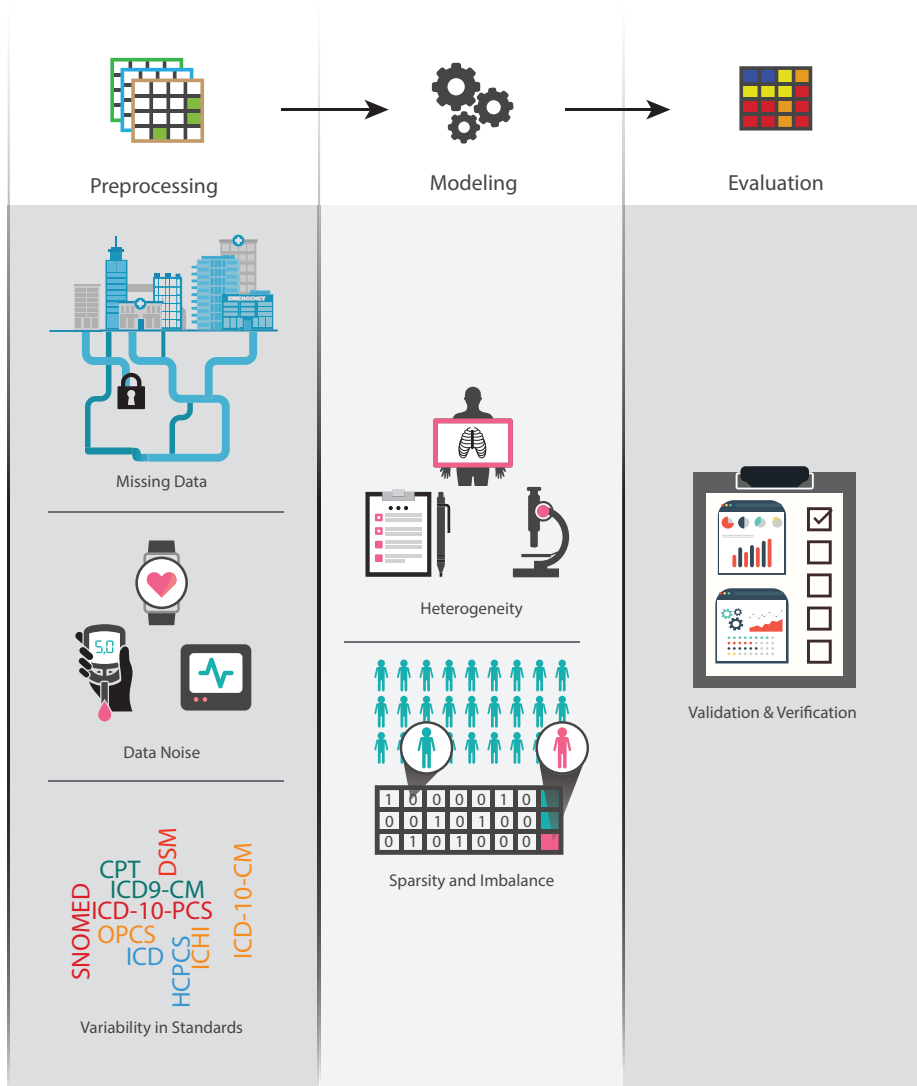 Preprocessing
Modeling
Evaluation
EMERGENCY
Missing Data
5,0
Data Noise
DSM
CPT
ICD9-CM
ICD-10-CM
SNOMED
ICD-10-PCS
OPCS
ICHI
ICD
HCPCS
Variability in Standards
Heterogeneity
1 0 0 0 0 1 0
0 0 1 0 1 0 0
0 1 0 1 0 0 0
Sparsity and Imbalance
Validation & Verification